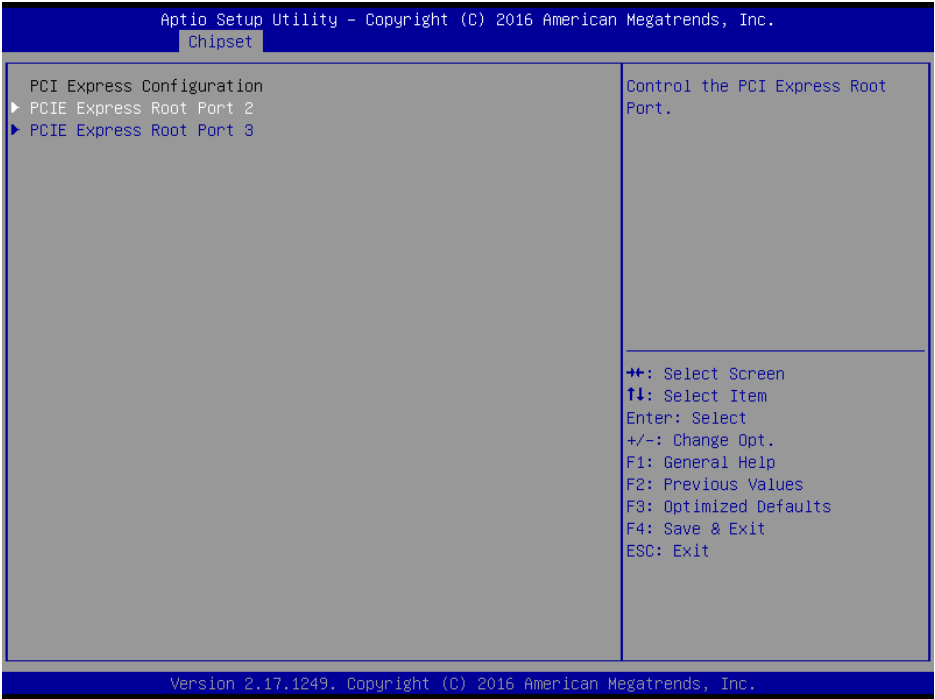 Aptio Setup Utility – Copyright (C) 2016 American Megatrends, Inc.
Chipset
PCI Express Configuration
PCIE Express Root Port 2
PCIE Express Root Port 3
Control the PCI Express Root
Port.
→←: Select Screen
↑↓: Select Item
Enter: Select
+/-: Change Opt.
F1: General Help
F2: Previous Values
F3: Optimized Defaults
F4: Save & Exit
ESC: Exit
Version 2.17.1249. Copyright (C) 2016 American Megatrends, Inc.